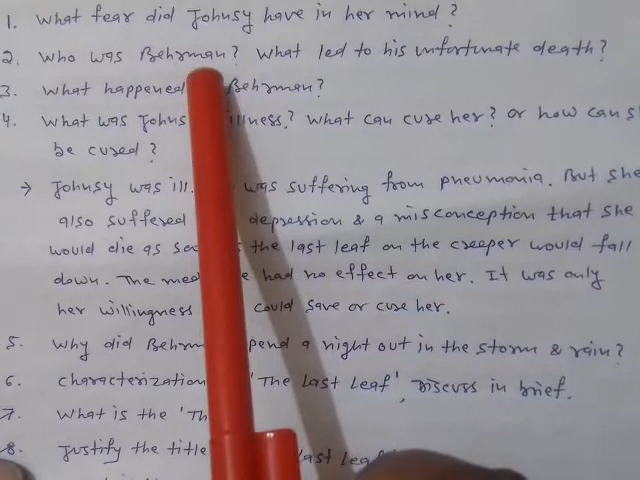 1. What fear did Johnsy have in her mind?
2. Who was Behrman? What led to his unfortunate death?
3. What happened Behrman?
4. What was Johns illness? What can cure her? or how can s
be cured?
→ Johnsy was ill. was suffering from pneumonia. But she
also suffered depression & a misconception that she
would die as the last leaf on the creeper would fall
down. The med had no effect on her. It was only
her willingness could save or cure her.
5. Why did Behrm pend a night out in the storm & rain?
6. Characterization 'The Last Leaf', Discuss in brief.
7. What is the 'Th
8. Justify the title Last Leaf